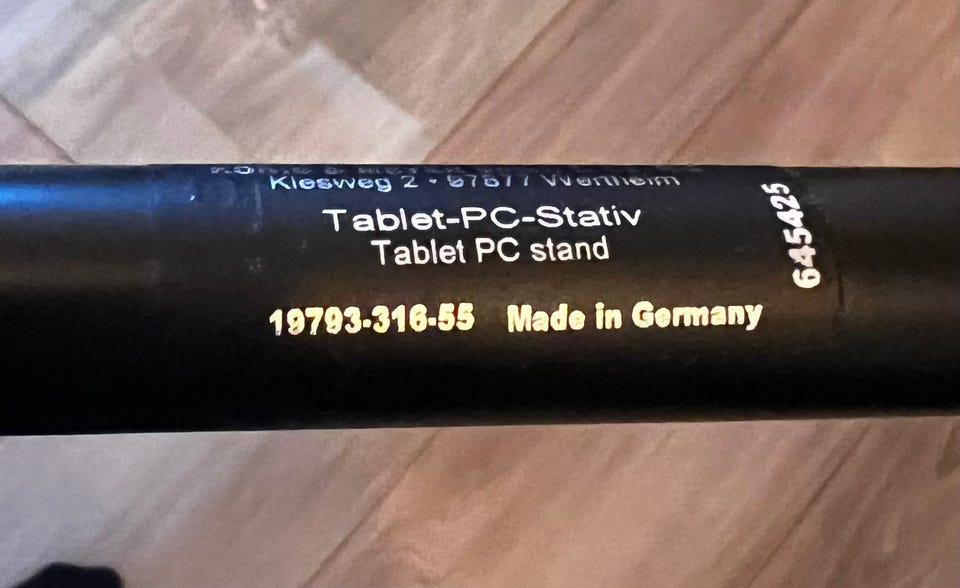 Kiesweg 2 · 97877 Wertheim
Tablet-PC-Stativ
Tablet PC stand
19793-316-55 Made in Germany
645425